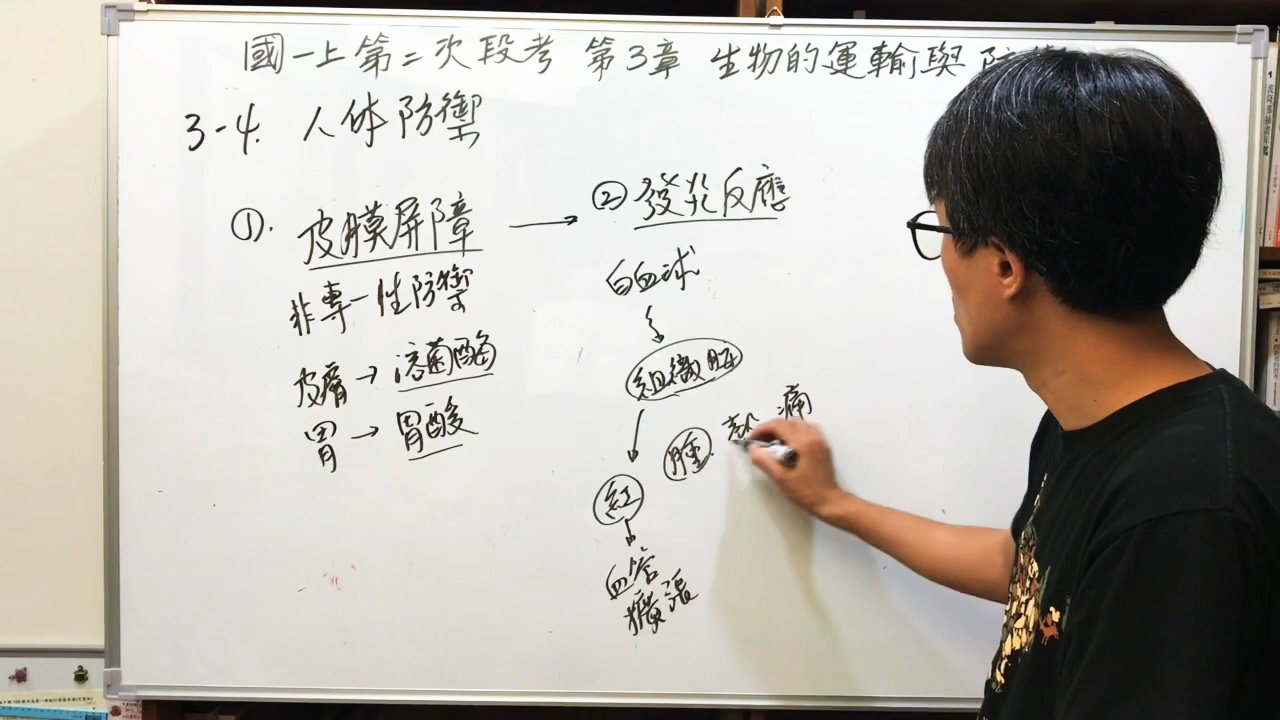 國一上第二次段考 第3章 生物的運輸與防
3-4. 人体防禦
①. 皮膜屏障
非專一性防禦
皮膚→溶菌酶
胃→胃酸
②發炎反應
白血球
組織胺
腫. 熱 痛
紅
血管
擴張